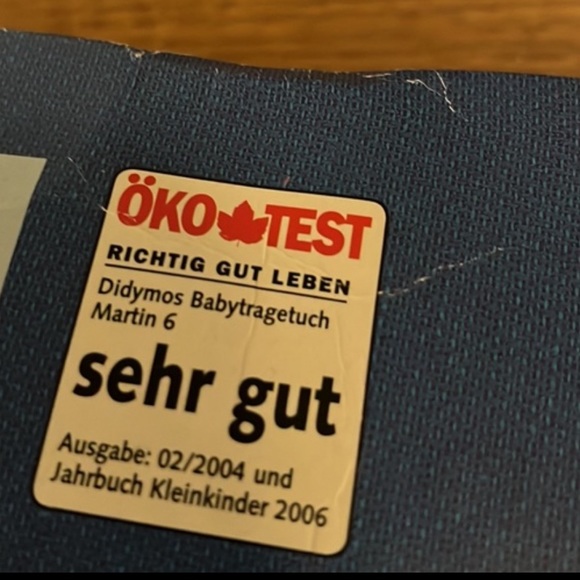 ÖKO TEST
RICHTIG GUT LEBEN
Didymos Babytragetuch
Martin 6
sehr gut
Ausgabe: 02/2004 und
Jahrbuch Kleinkinder 2006